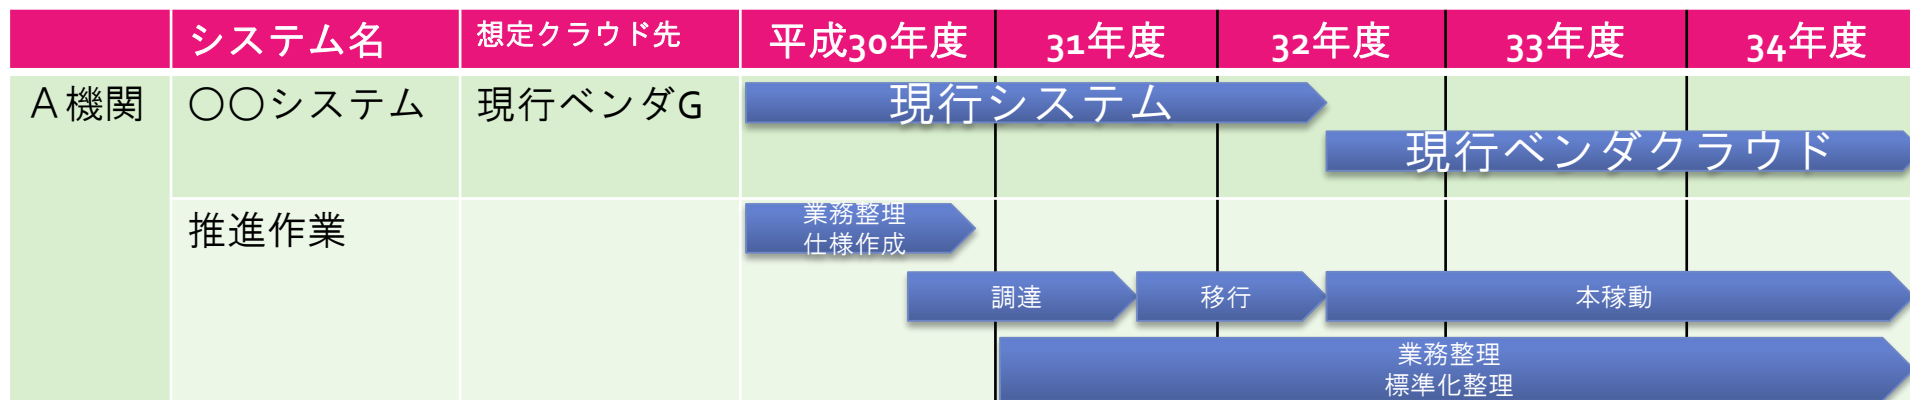 システム名 想定クラウド先 平成30年度 31年度 32年度 33年度 34年度
A機関 〇〇システム 現行ベンダG 現行システム
現行ベンダクラウド
推進作業 業務整理
仕様作成
調達 移行 本稼動
業務整理
標準化整理